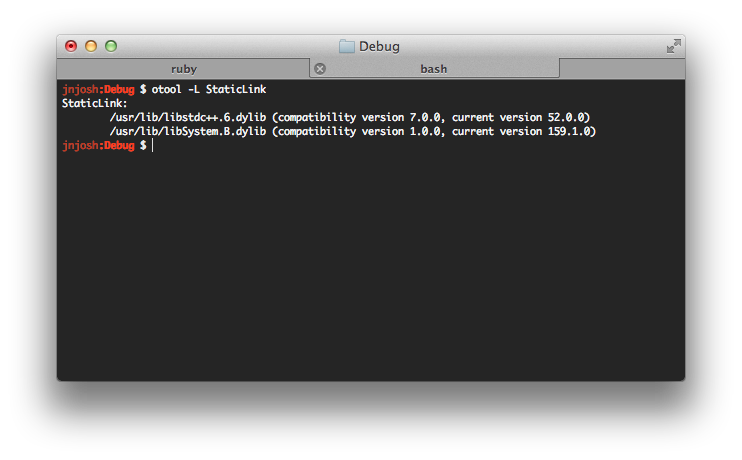 Debug
ruby bash
jnjosh:Debug $ otool -L StaticLink
StaticLink:
/usr/lib/libstdc++.6.dylib (compatibility version 7.0.0, current version 52.0.0)
/usr/lib/libSystem.B.dylib (compatibility version 1.0.0, current version 159.1.0)
jnjosh:Debug $